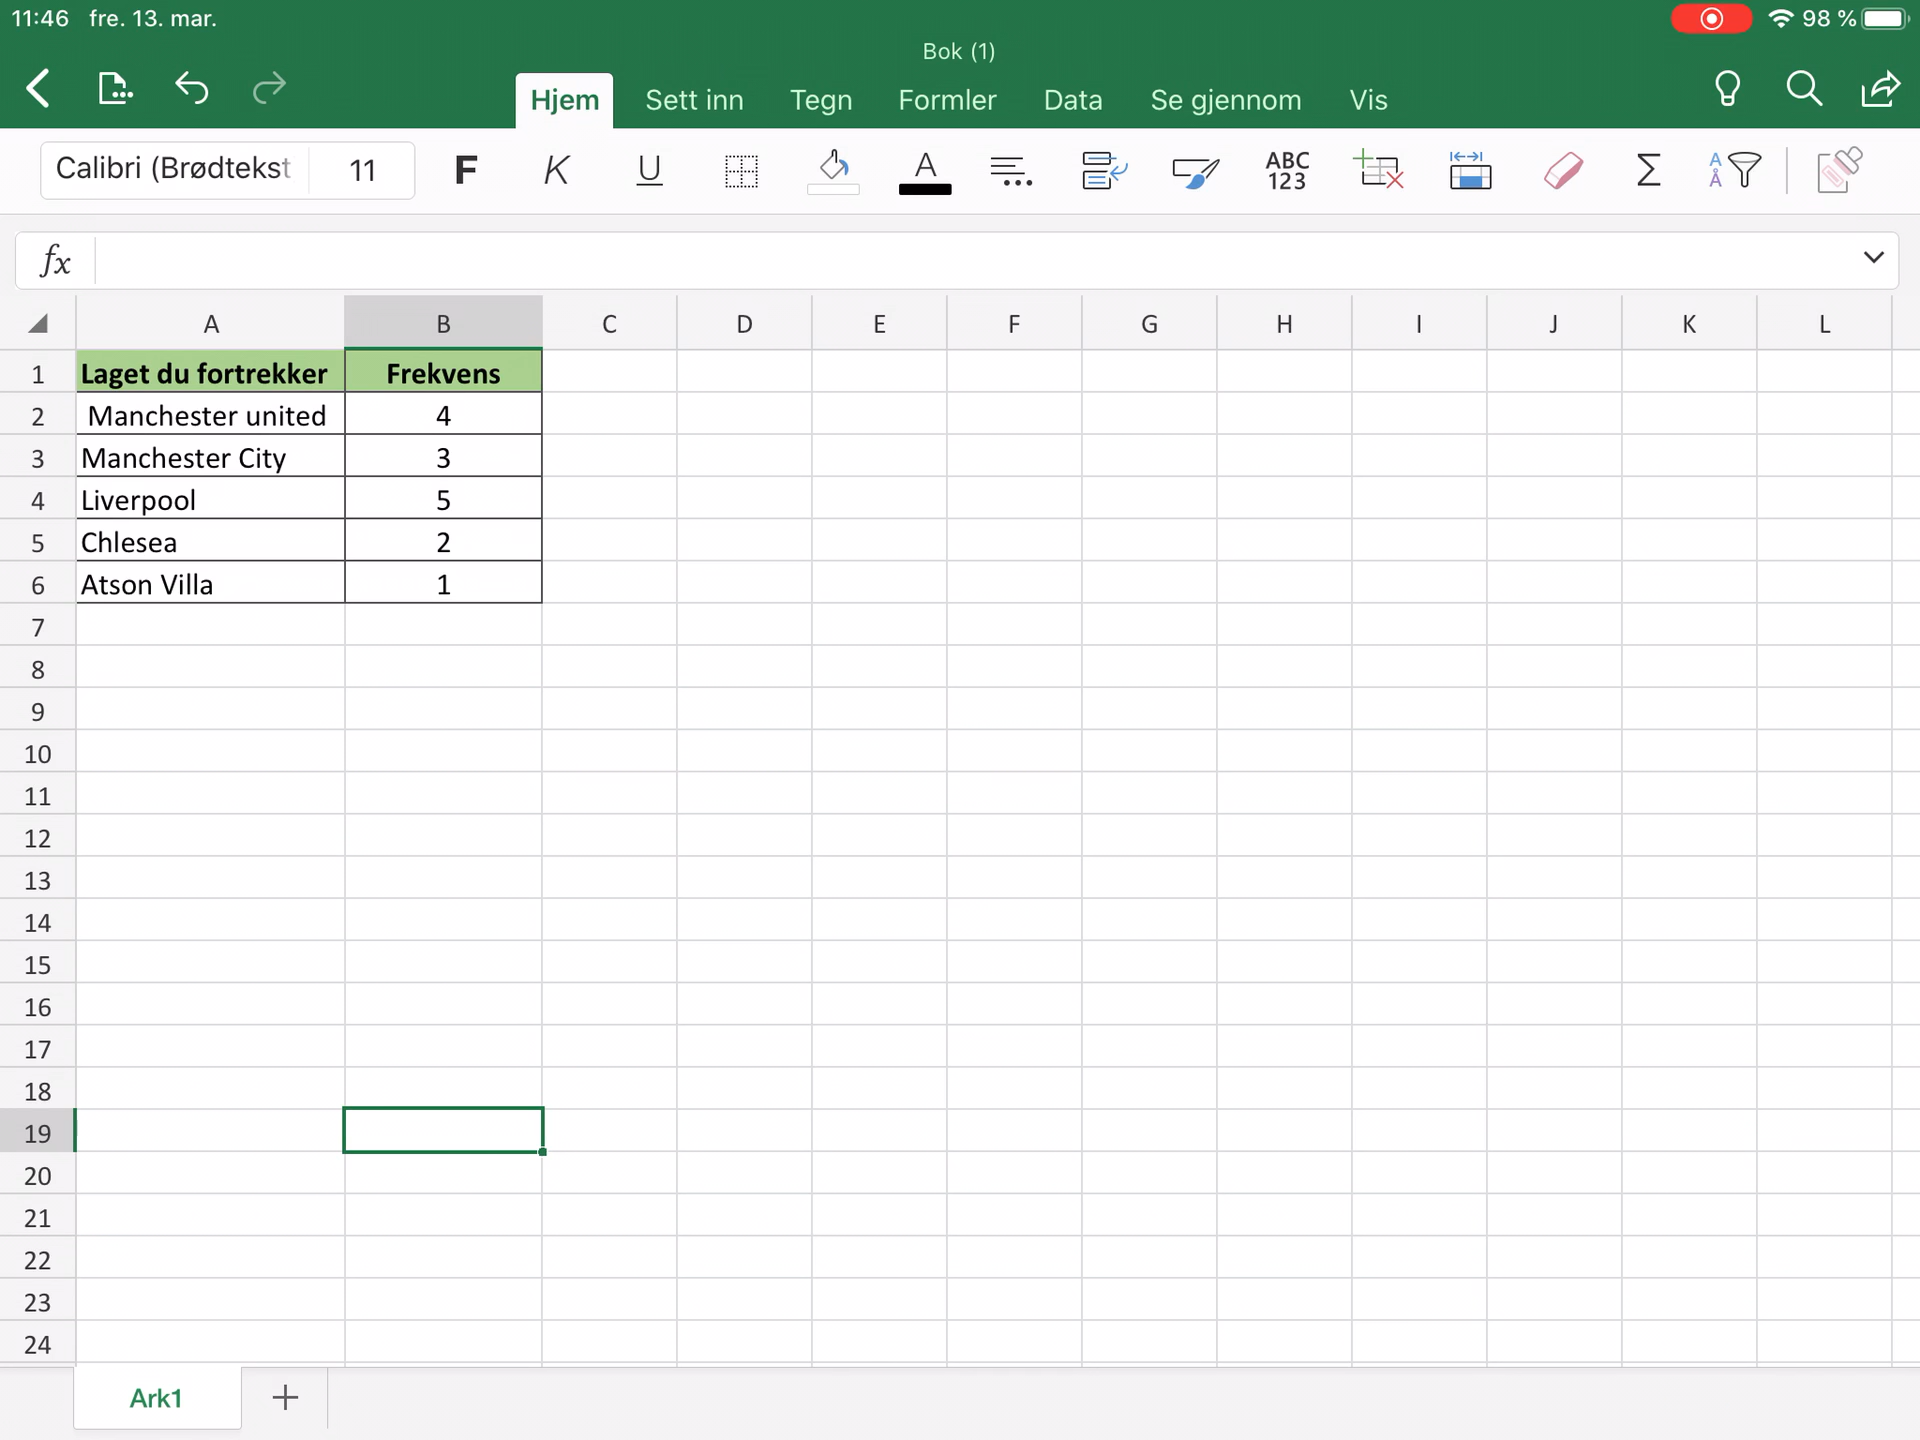 11:46 fre. 13. mar. 98 %
Bok (1)
Hjem Sett inn Tegn Formler Data Se gjennom Vis
Calibri (Brødtekst 11 F K U A ABC 123 Σ A Å
fx
A B C D E F G H I J K L
1 Laget du fortrekker Frekvens
2 Manchester united 4
3 Manchester City 3
4 Liverpool 5
5 Chlesea 2
6 Atson Villa 1
7
8
9
10
11
12
13
14
15
16
17
18
19
20
21
22
23
24
Ark1 +